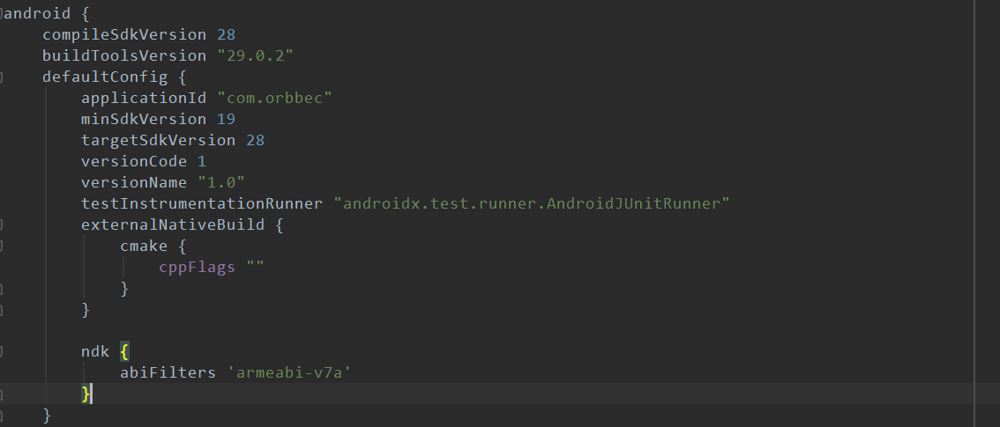 android {
    compileSdkVersion 28
    buildToolsVersion "29.0.2"
    defaultConfig {
        applicationId "com.orbbec"
        minSdkVersion 19
        targetSdkVersion 28
        versionCode 1
        versionName "1.0"
        testInstrumentationRunner "androidx.test.runner.AndroidJUnitRunner"
        externalNativeBuild {
            cmake {
                cppFlags ""
            }
        }

        ndk {
            abiFilters 'armeabi-v7a'
        }
    }